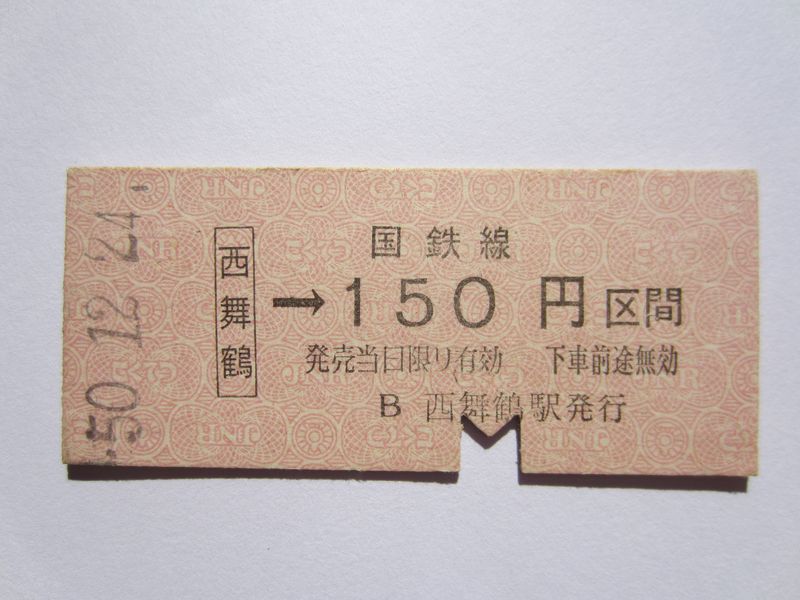 -50 12 24.
西舞鶴
国鉄線
→150円区間
発売当日限り有効 下車前途無効
B 西舞鶴駅発行